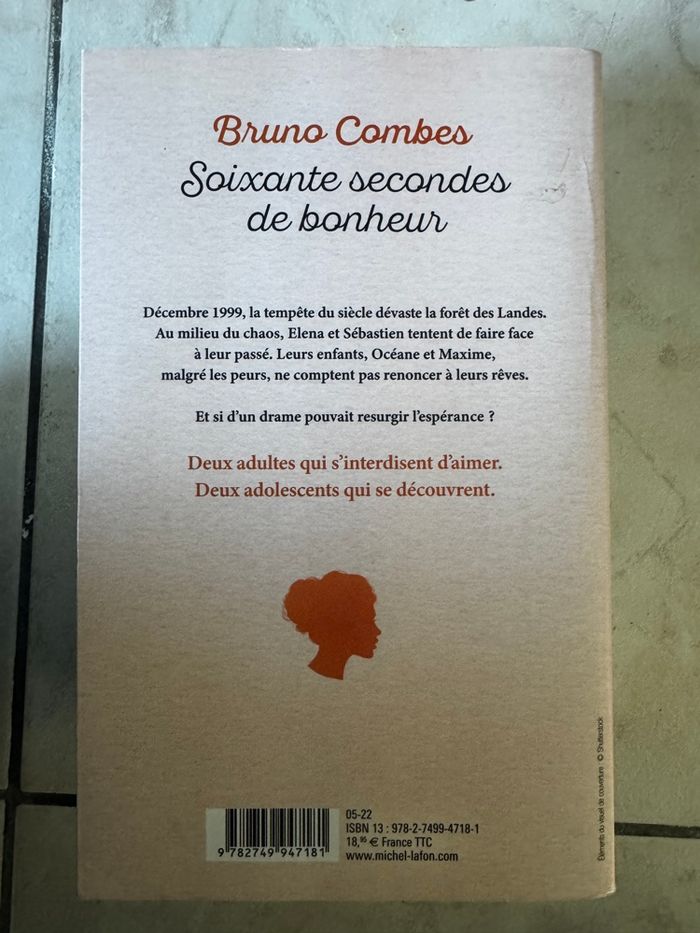 Bruno Combes
Soixante secondes
de bonheur
Décembre 1999, la tempête du siècle dévaste la forêt des Landes.
Au milieu du chaos, Elena et Sébastien tentent de faire face
à leur passé. Leurs enfants, Océane et Maxime,
malgré les peurs, ne comptent pas renoncer à leurs rêves.
Et si d'un drame pouvait resurgir l'espérance ?
Deux adultes qui s'interdisent d'aimer.
Deux adolescents qui se découvrent.
05-22
ISBN 13 : 978-2-7499-4718-1
18,95 € France TTC
www.michel-lafon.com
9 782749 947181
Éléments du visuel de couverture © Shutterstock